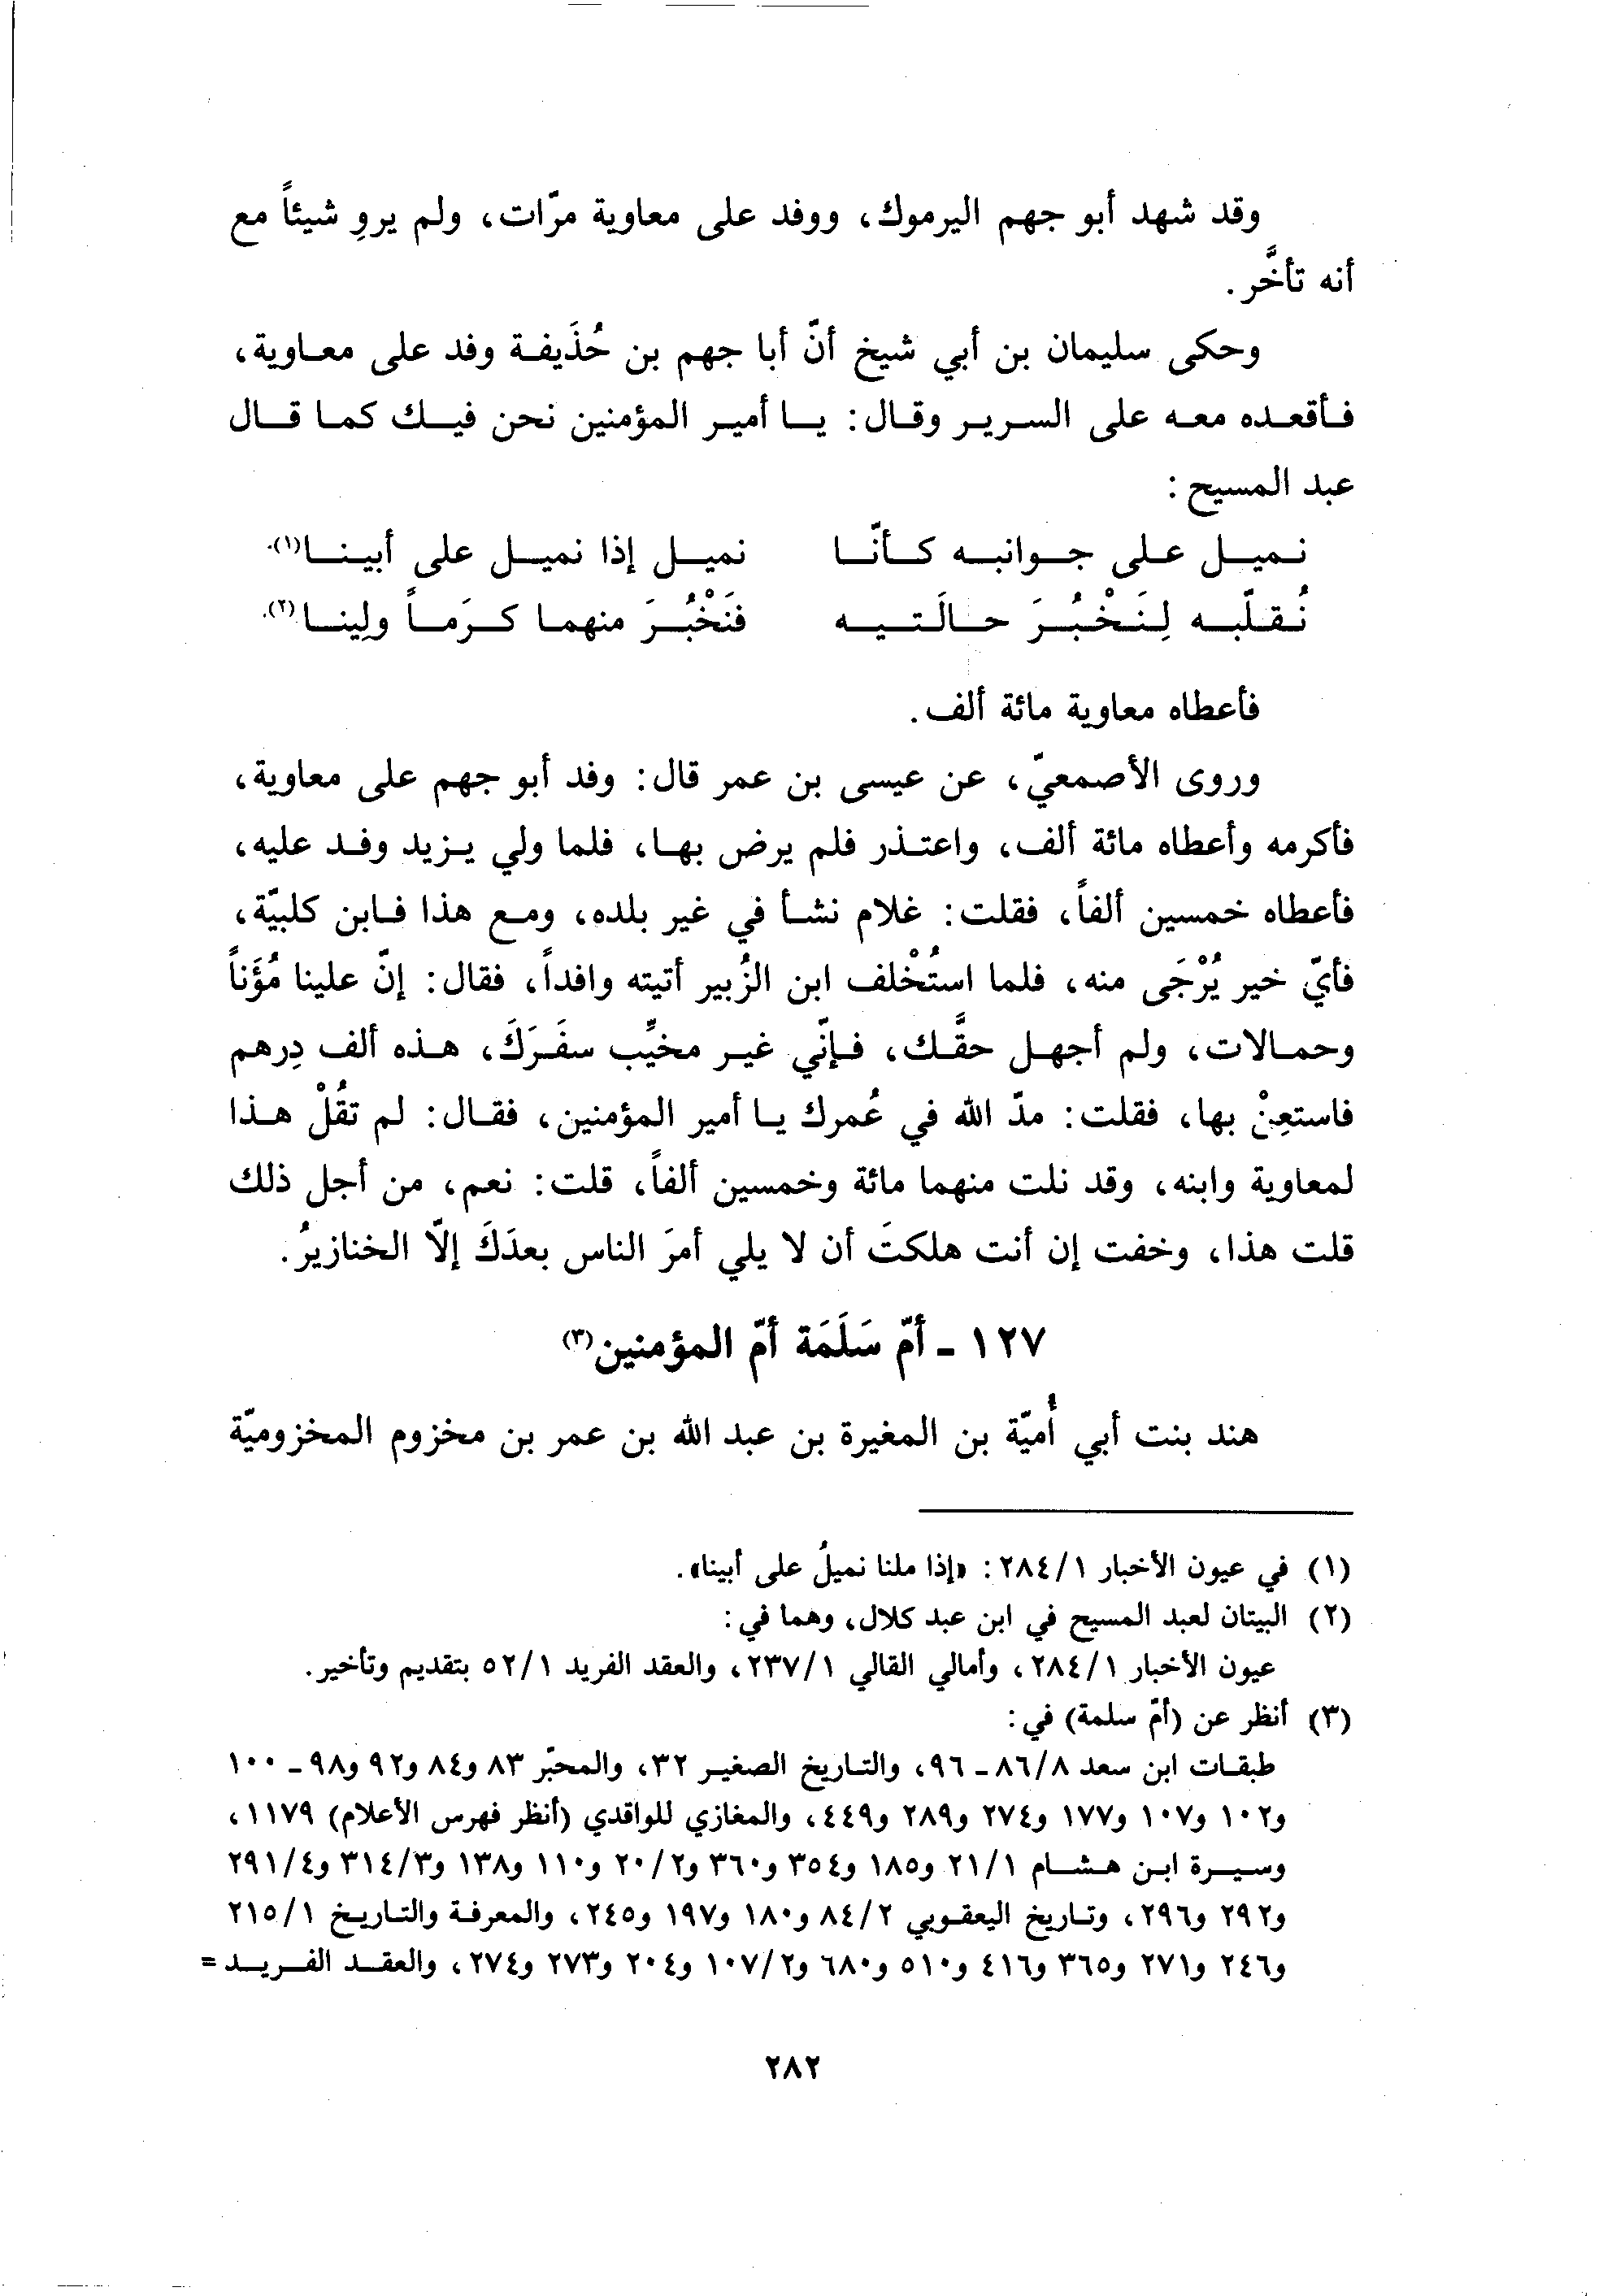 وقد شهد أبو جهم اليرموك، ووفد على معاوية مرّات، ولم يروِ شيئاً مع
أنه تأخَّر.
وحكى سليمان بن أبي شيخ أنّ أبا جهم بن حُذَيفة وفد على معاوية،
فأقعده معه على السرير وقال: يا أمير المؤمنين نحن فيك كما قال
عبد المسيح:
نميل على جوانبه كأنّا نميل إذا نميل على أبينا(١).
نُقلّبه لِنَخْبُرَ حالَتيه فنَخْبُرَ منهما كرَماً ولِينا(٢).
فأعطاه معاوية مائة ألف.
وروى الأصمعيّ، عن عيسى بن عمر قال: وفد أبو جهم على معاوية،
فأكرمه وأعطاه مائة ألف، واعتذر فلم يرض بها، فلما ولي يزيد وفد عليه،
فأعطاه خمسين ألفاً، فقلت: غلام نشأ في غير بلده، ومع هذا فابن كلبيّة،
فأيّ خير يُرْجَى منه، فلما استُخْلف ابن الزُبير أتيته وافداً، فقال: إنّ علينا مُؤَناً
وحمالات، ولم أجهل حقَّك، فإنّي غير مخيِّب سفَرَكَ، هذه ألف دِرهم
فاستعِنْ بها، فقلت: مدّ الله في عُمرك يا أمير المؤمنين، فقال: لم تقُلْ هذا
لمعاوية وابنه، وقد نلت منهما مائة وخمسين ألفاً، قلت: نعم، من أجل ذلك
قلت هذا، وخفت إن أنت هلكتَ أن لا يلي أمرَ الناس بعدَكَ إلّا الخنازيرُ.
١٢٧ ـ أمّ سَلَمَة أمّ المؤمنين(٣)
هند بنت أبي أُميّة بن المغيرة بن عبد الله بن عمر بن مخزوم المخزوميّة
(١) في عيون الأخبار ٢٨٤/١: «إذا ملنا نميلُ على أبينا».
(٢) البيتان لعبد المسيح في ابن عبد كلال، وهما في:
عيون الأخبار ٢٨٤/١، وأمالي القالي ٢٣٧/١، والعقد الفريد ٥٢/١ بتقديم وتأخير.
(٣) أنظر عن (أمّ سلمة) في:
طبقات ابن سعد ٨٦/٨ ـ ٩٦، والتاريخ الصغير ٣٢، والمحبّر ٨٣ و٨٤ و٩٢ و٩٨ ـ ١٠٠
و١٠٢ و١٠٧ و١٧٧ و٢٧٤ و٢٨٩ و٤٤٩، والمغازي للواقدي (أنظر فهرس الأعلام) ١١٧٩،
وسيرة ابن هشام ٢١/١ و١٨٥ و٣٥٤ و٣٦٠ و٢٠/٢ و١١٠ و١٣٨ و٣١٤/٣ و٢٩١/٤
و٢٩٢ و٢٩٦، وتاريخ اليعقوبي ٨٤/٢ و١٨٠ و١٩٧ و٢٤٥، والمعرفة والتاريخ ٢١٥/١
و٢٤٦ و٢٧١ و٣٦٥ و٤١٦ و٥١٠ و٦٨٠ و١٠٧/٢ و٢٠٤ و٢٧٣ و٢٧٤، والعقد الفريد =
٢٨٢